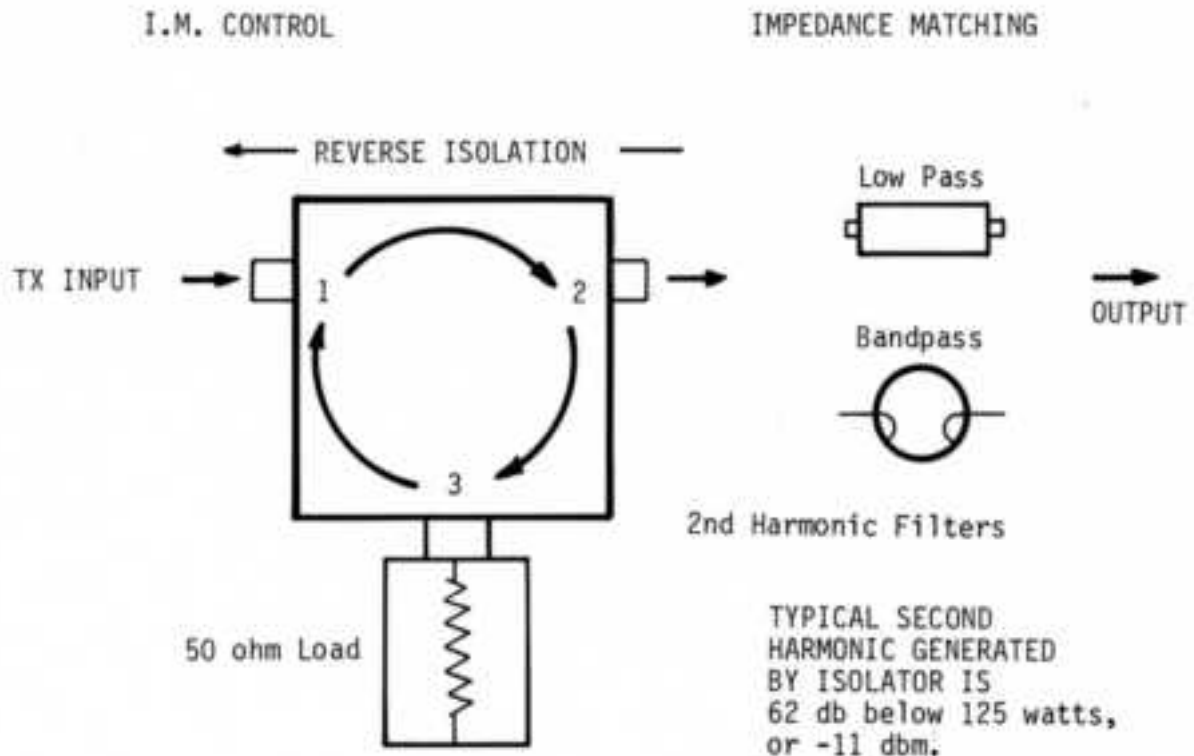 I.M. CONTROL
IMPEDANCE MATCHING
REVERSE ISOLATION
Low Pass
TX INPUT
1
2
OUTPUT
Bandpass
3
2nd Harmonic Filters
50 ohm Load
TYPICAL SECOND
HARMONIC GENERATED
BY ISOLATOR IS
62 db below 125 watts,
or -11 dbm.